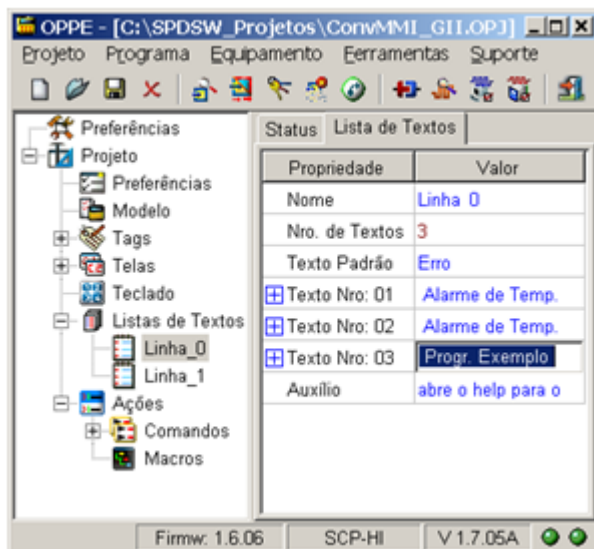 OPPE - [C:\SPDSW_Projetos\ConvMMI_GII.OPJ]
Projeto Programa Equipamento Ferramentas Suporte
Preferências
Projeto
Preferências
Modelo
Tags
Telas
Teclado
Listas de Textos
Linha_0
Linha_1
Ações
Comandos
Macros
Status Lista de Textos
Propriedade Valor
Nome Linha 0
Nro. de Textos 3
Texto Padrão Erro
Texto Nro: 01 Alarme de Temp.
Texto Nro: 02 Alarme de Temp.
Texto Nro: 03 Progr. Exemplo
Auxílio abre o help para o
Firmw: 1.6.06 SCP-HI V 1.7.05A